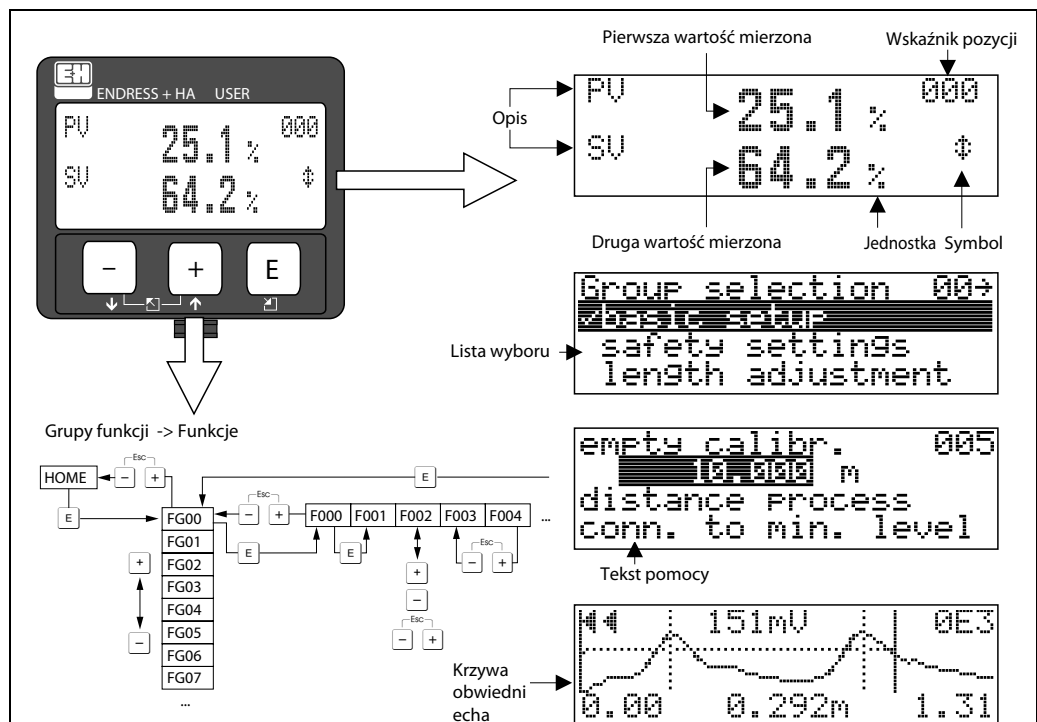 ENDRESS + HA USER
PV 25.1 % 000
SV 64.2 %
- + E
Pierwsza wartość mierzona
Wskaźnik pozycji
Opis
PV 25.1 % 000
SV 64.2 %
Druga wartość mierzona
Jednostka
Symbol
Group selection 00→
basic setup
safety settings
length adjustment
Lista wyboru
empty calibr. 005
10.000 m
distance process
conn. to min. level
Tekst pomocy
151mV 0E3
0.00 0.292m 1.31
Krzywa
obwiedni
echa
Grupy funkcji -> Funkcje
HOME
Esc
- +
E
E
FG00
FG01
FG02
FG03
FG04
FG05
FG06
FG07
...
+
-
Esc
- +
E
F000 F001 F002 F003 F004 ...
E
+
-
Esc
- +
Esc
- +